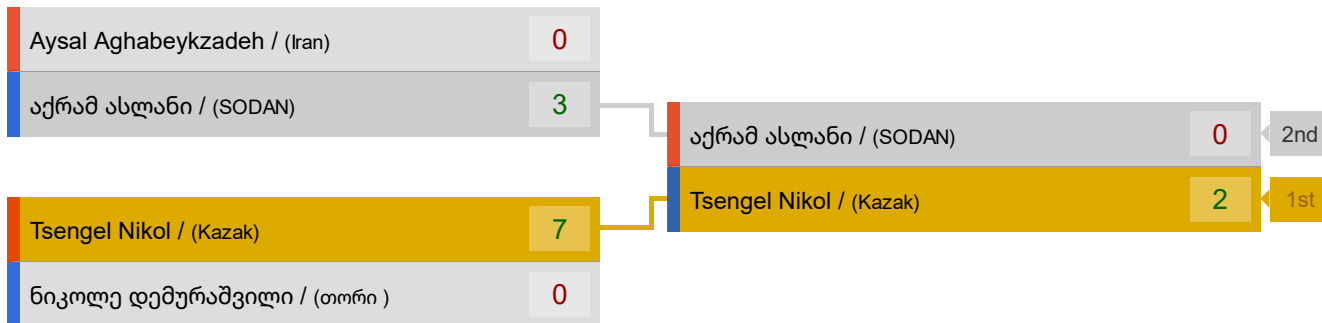 Aysal Aghabeykzadeh / (Iran) 0
აქრამ ასლანი / (SODAN) 3
აქრამ ასლანი / (SODAN) 0 2nd
Tsengel Nikol / (Kazak) 2 1st
Tsengel Nikol / (Kazak) 7
ნიკოლე დემურაშვილი / (თორი ) 0